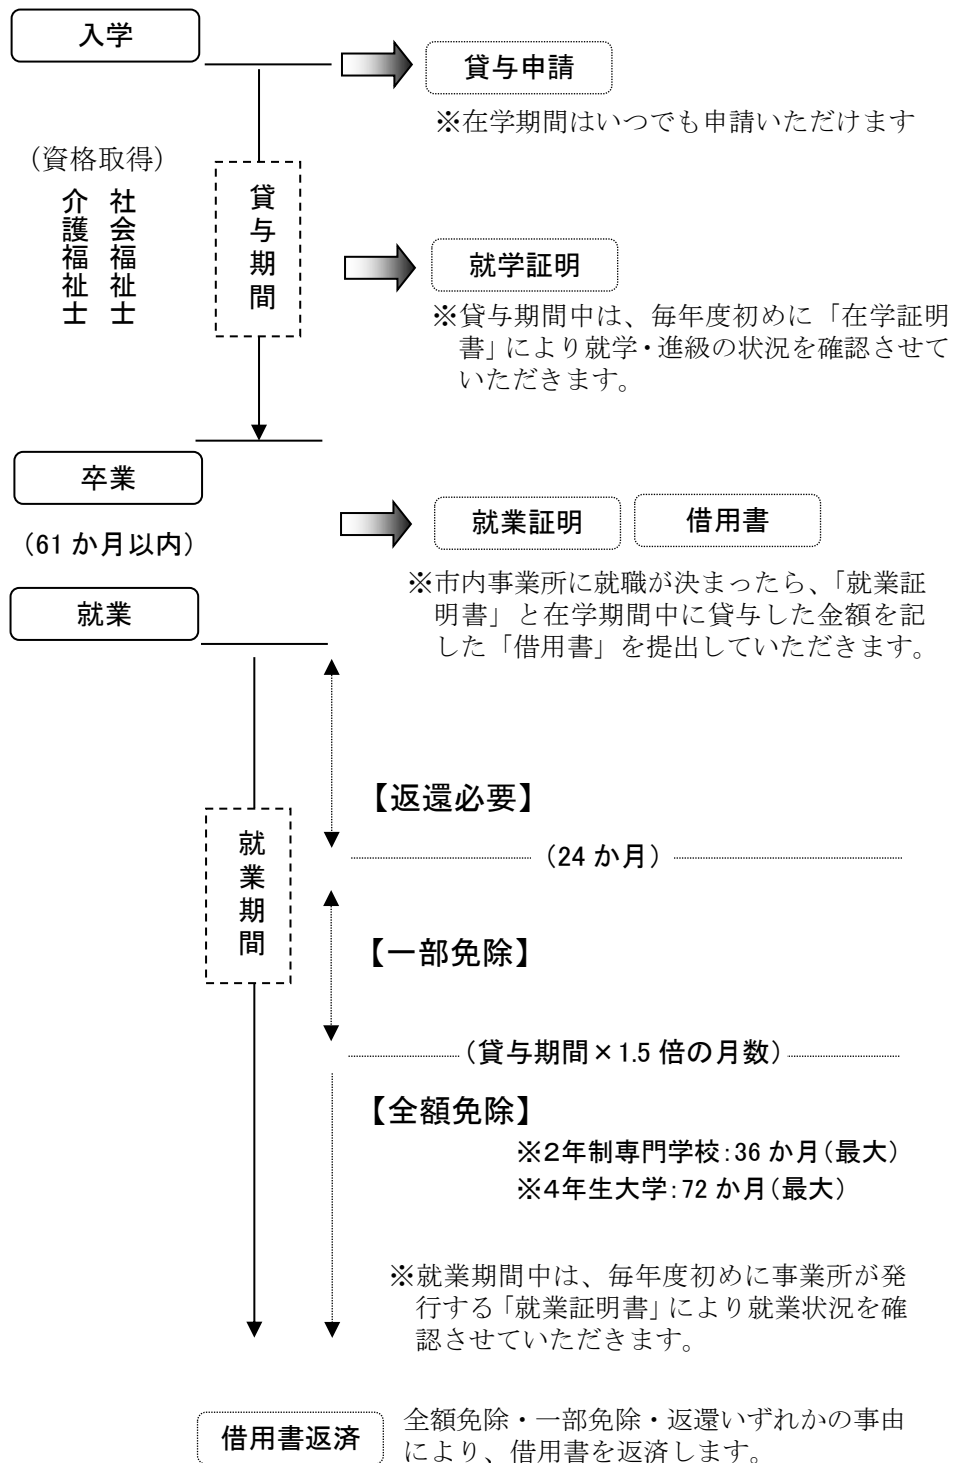 入学
貸与申請
※在学期間はいつでも申請いただけます
（資格取得）
社会福祉士
介護福祉士
貸与期間
就学証明
※貸与期間中は、毎年度初めに「在学証明
書」により就学・進級の状況を確認させて
いただきます。
卒業
（61 か月以内）
就業証明
借用書
※市内事業所に就職が決まったら、「就業証
明書」と在学期間中に貸与した金額を記
した「借用書」を提出していただきます。
就業
【返還必要】
（24 か月）
就業期間
【一部免除】
（貸与期間×1.5 倍の月数）
【全額免除】
※２年制専門学校：36 か月（最大）
※４年生大学：72 か月（最大）
※就業期間中は、毎年度初めに事業所が発
行する「就業証明書」により就業状況を確
認させていただきます。
借用書返済
全額免除・一部免除・返還いずれかの事由
により、借用書を返済します。